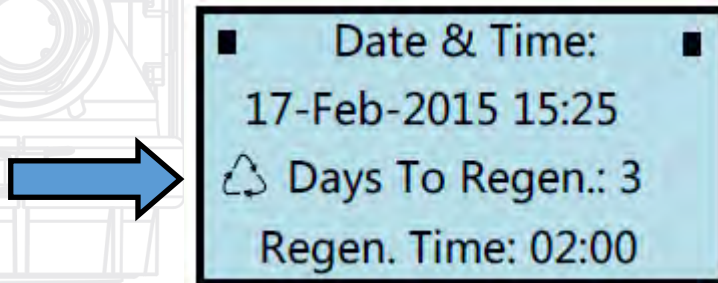 Date & Time:
17-Feb-2015 15:25
Days To Regen.: 3
Regen. Time: 02:00